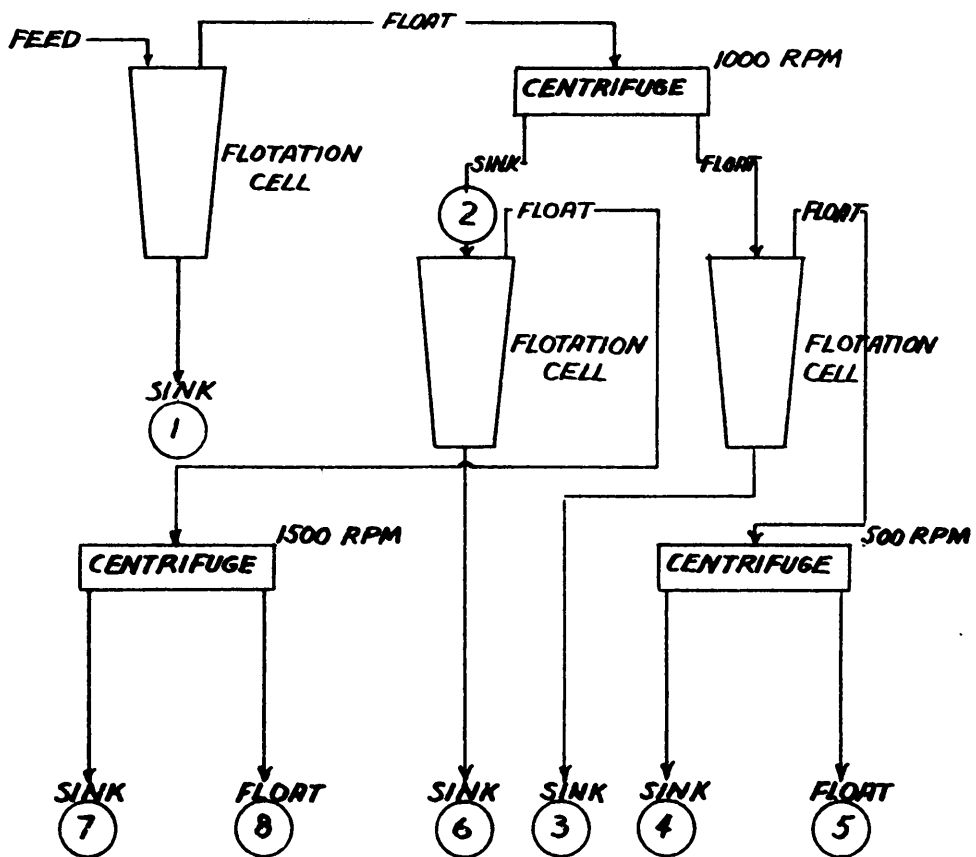 FLOAT
FEED
1000 RPM
CENTRIFUGE
FLOTATION
CELL
SINK
FLOAT
2
FLOAT
FLOAT
FLOTATION
CELL
FLOTATION
CELL
SINK
1
1500 RPM
CENTRIFUGE
500 RPM
CENTRIFUGE
SINK
7
FLOAT
8
SINK
6
SINK
3
SINK
4
FLOAT
5